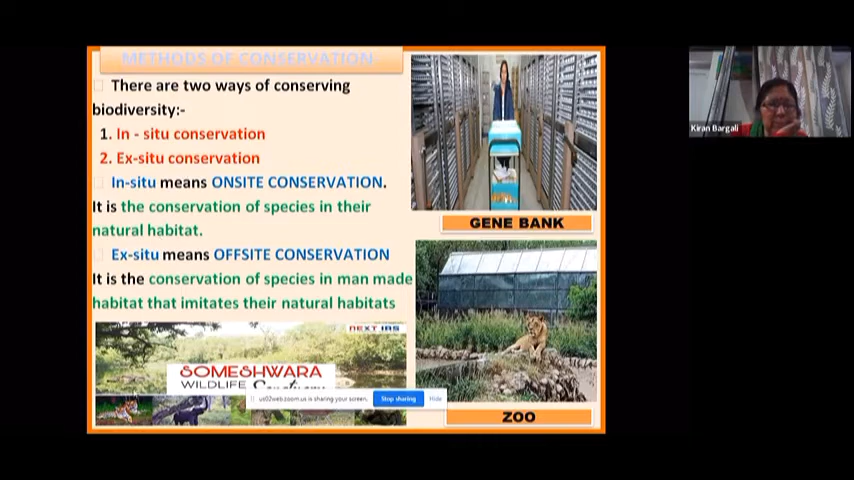 METHODS OF CONSERVATION
There are two ways of conserving
biodiversity:-
1. In - situ conservation
2. Ex-situ conservation
In-situ means ONSITE CONSERVATION.
It is the conservation of species in their
natural habitat.
Ex-situ means OFFSITE CONSERVATION
It is the conservation of species in man made
habitat that imitates their natural habitats
NEXT IAS
SOMESHWARA
WILDLIFE Sanctuary
us02web.zoom.us is sharing your screen.
Stop sharing
Hide
GENE BANK
ZOO
Kiran Bargali